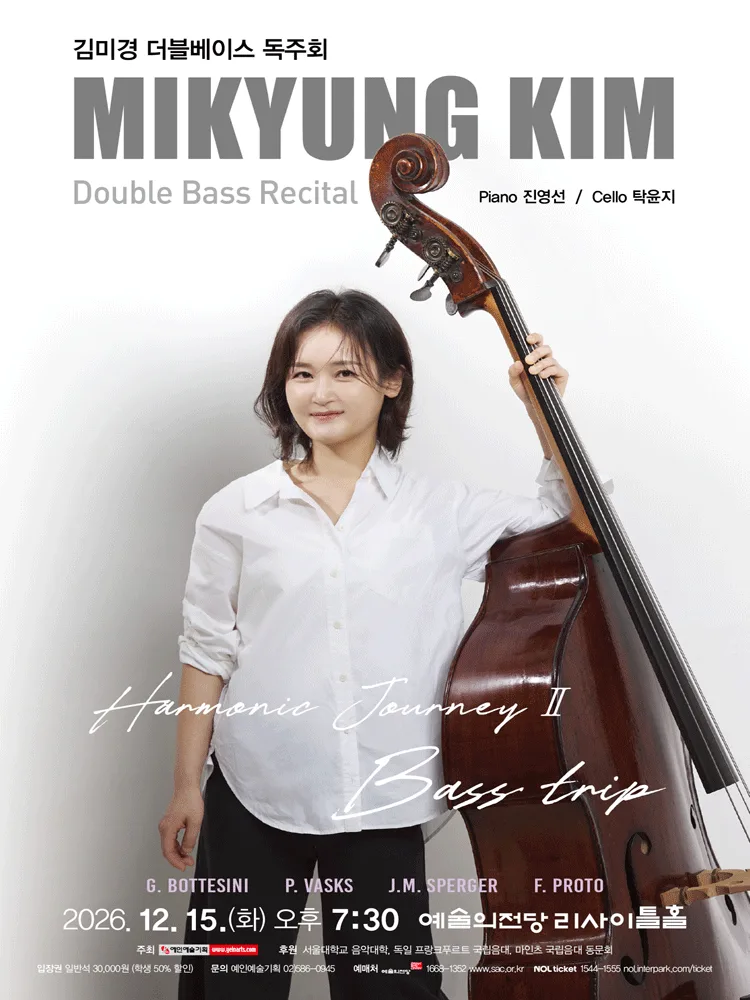 김미경 더블베이스 독주회
MIKYUNG KIM
Double Bass Recital
Piano 진영선 / Cello 탁윤지
Harmonic Journey Ⅱ
Bass trip
G. BOTTESINI P. VASKS J.M. SPERGER F. PROTO
2026. 12. 15.(화) 오후 7:30 예술의전당 리사이틀홀
주최 예인예술기획 www.yeinarts.com 후원 서울대학교 음악대학, 독일 프랑크푸르트 국립음대, 마인츠 국립음대 동문회
입장권 일반석 30,000원 (학생 50% 할인) 문의 예인예술기획 02)586-0945 예매처 예술의전당 1668-1352 www.sac.or.kr NOL ticket 1544-1555 nol.interpark.com/ticket